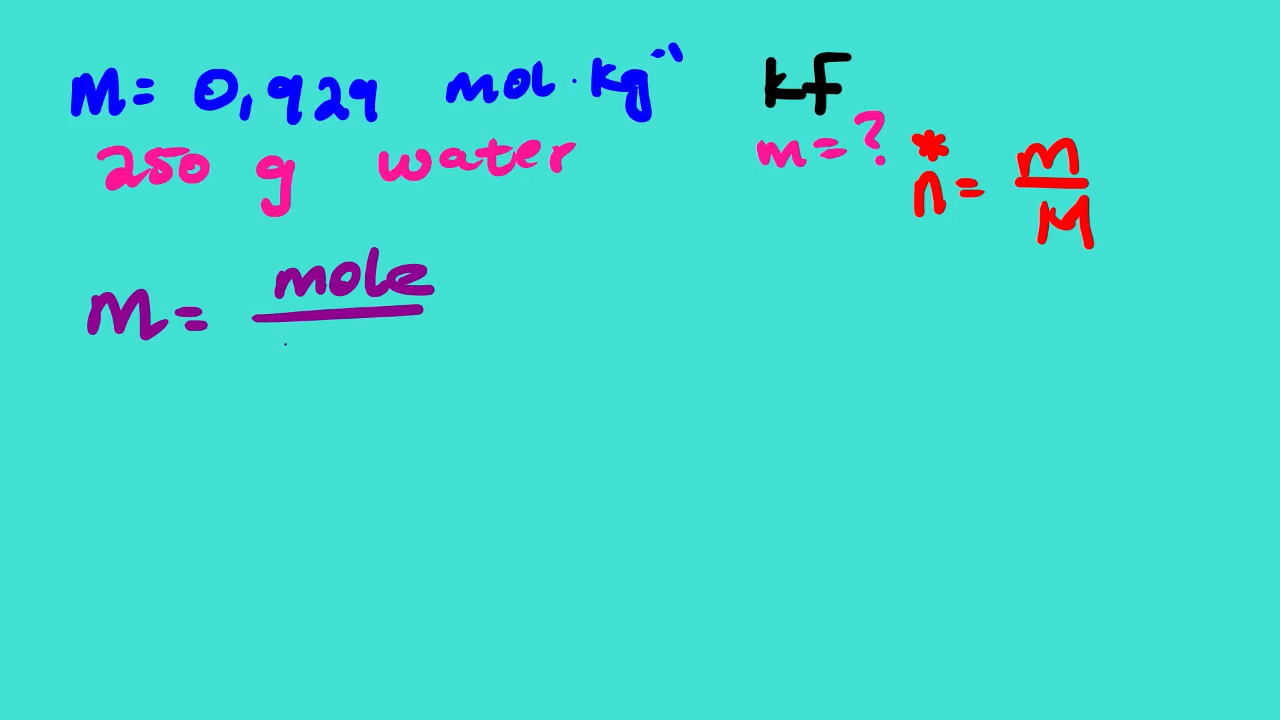 M= 0,929 mol·kg⁻¹
250 g water
kF
m=?
*
n= m/M
m= mole